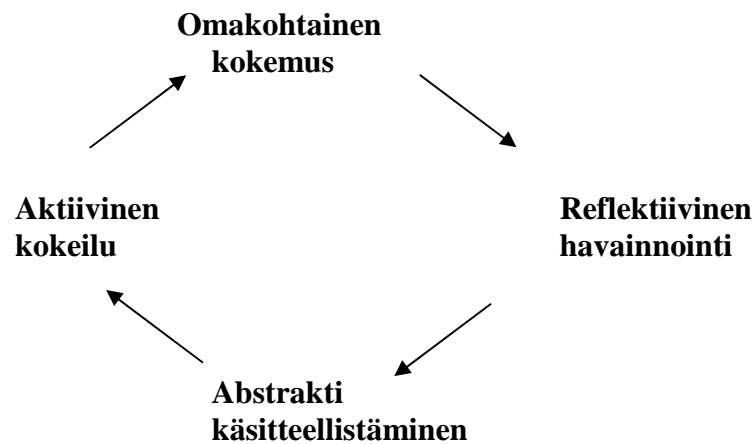 Omakohtainen
kokemus
Aktiivinen
kokeilu
Reflektiivinen
havainnointi
Abstrakti
käsitteellistäminen